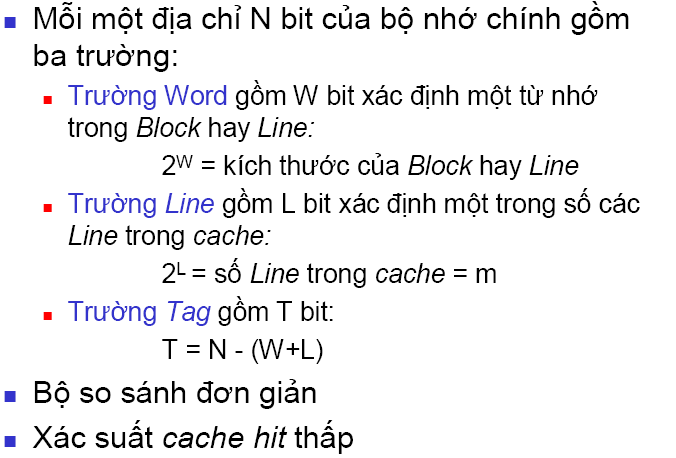 Mỗi một địa chỉ N bit của bộ nhớ chính gồm
ba trường:
Trường Word gồm W bit xác định một từ nhớ
trong Block hay Line:
2ᵂ = kích thước của Block hay Line
Trường Line gồm L bit xác định một trong số các
Line trong cache:
2ᴸ = số Line trong cache = m
Trường Tag gồm T bit:
T = N - (W+L)
Bộ so sánh đơn giản
Xác suất cache hit thấp